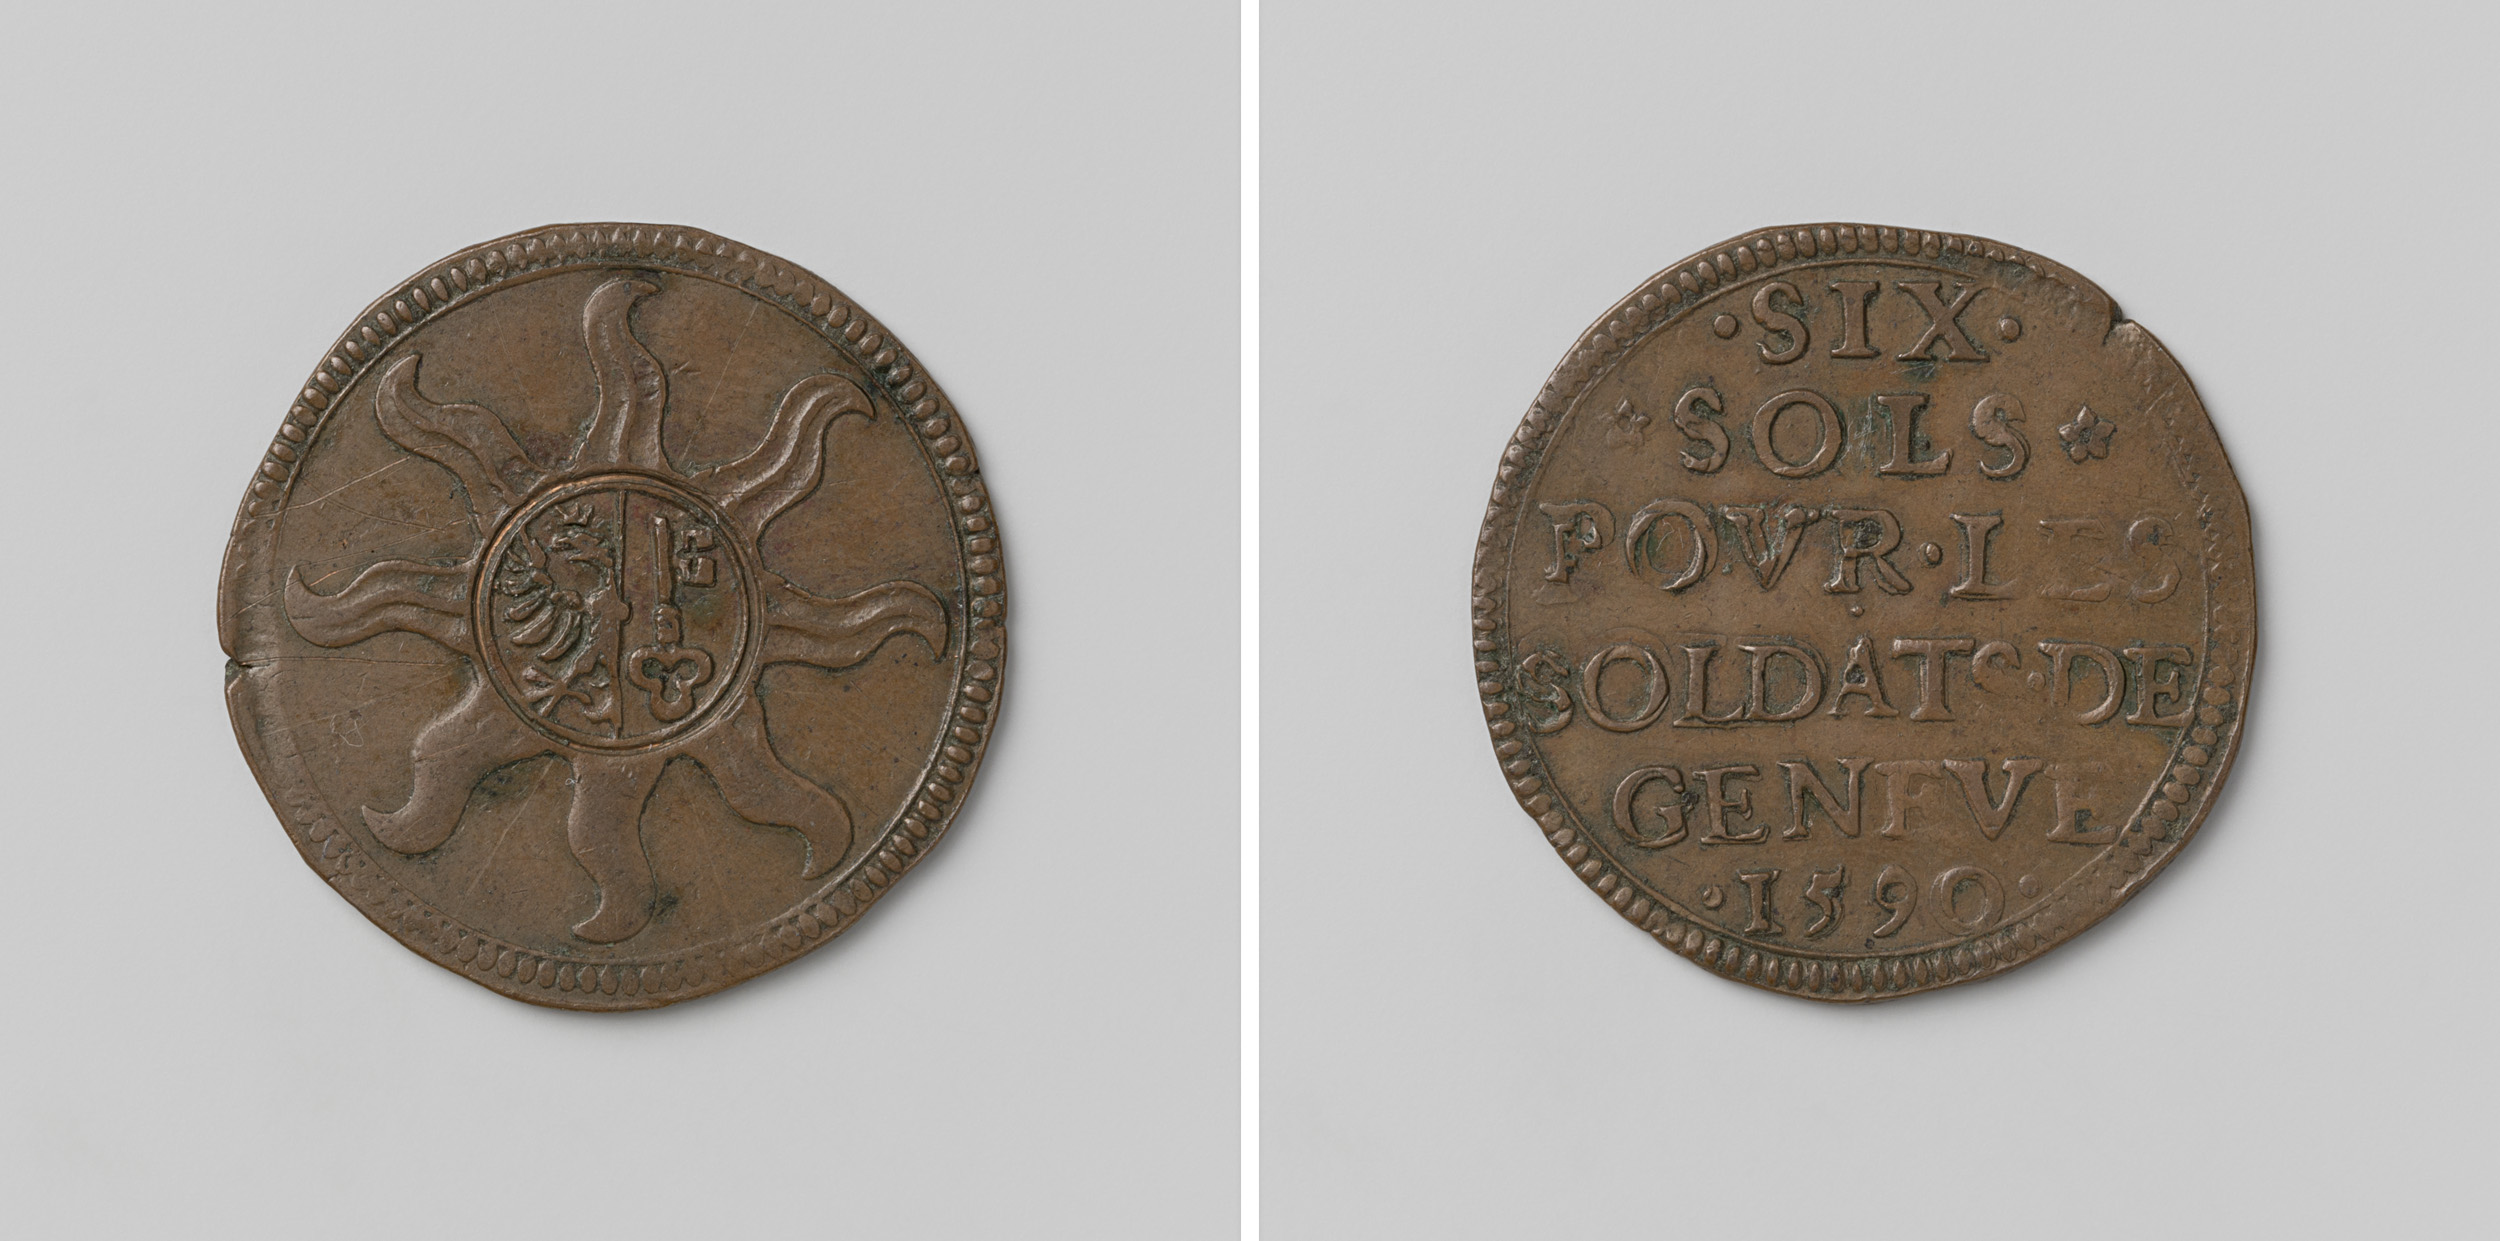 ·SIX·
SOLS
POVR·LES
SOLDATS·DE
GENEVE
·1590·